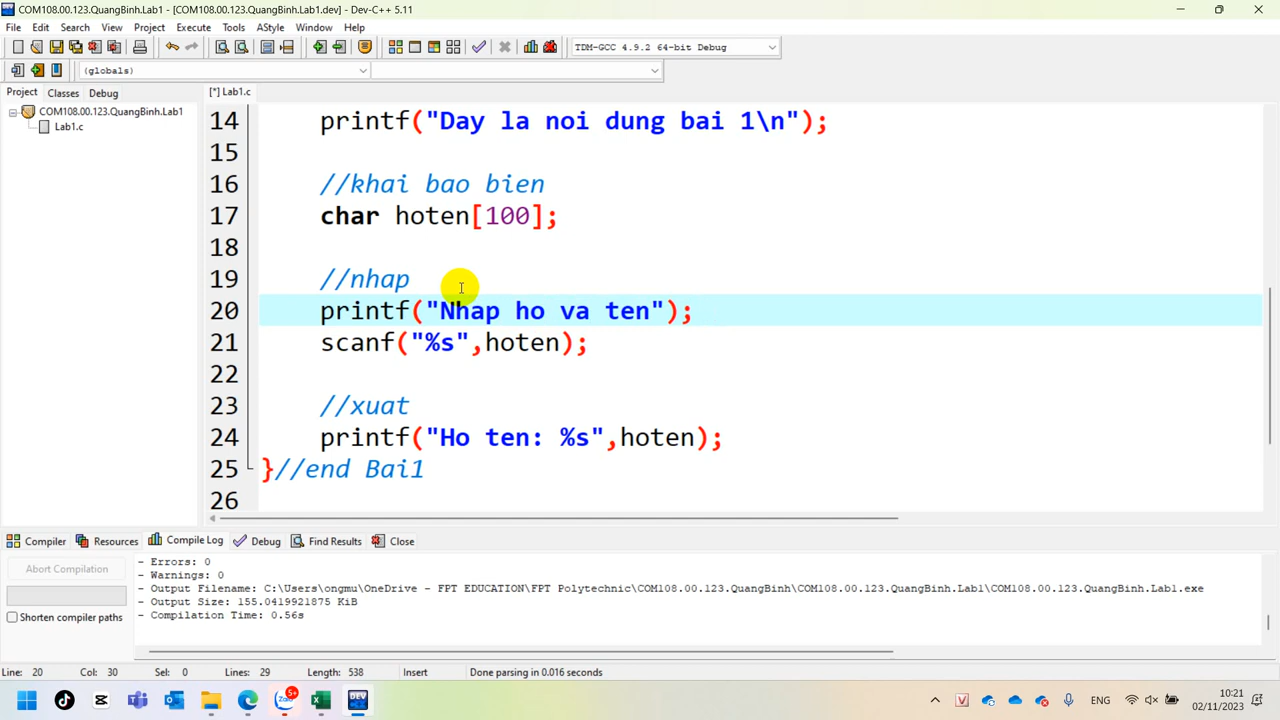 COM108.00.123.QuangBinh.Lab1 - [COM108.00.123.QuangBinh.Lab1.dev] - Dev-C++ 5.11
File Edit Search View Project Execute Tools AStyle Window Help
TDM-GCC 4.9.2 64-bit Debug
(globals)
Project Classes Debug
[*] Lab1.c
COM108.00.123.QuangBinh.Lab1
Lab1.c
14 printf("Day la noi dung bai 1\n");
15
16 //khai bao bien
17 char hoten[100];
18
19 //nhap
20 printf("Nhap ho va ten");
21 scanf("%s",hoten);
22
23 //xuat
24 printf("Ho ten: %s",hoten);
25 }//end Bai1
26
Compiler Resources Compile Log Debug Find Results Close
Abort Compilation
Shorten compiler paths
- Errors: 0
- Warnings: 0
- Output Filename: C:\Users\ongmu\OneDrive - FPT EDUCATION\FPT Polytechnic\COM108.00.123.QuangBinh\COM108.00.123.QuangBinh.Lab1\COM108.00.123.QuangBinh.Lab1.exe
- Output Size: 155.0419921875 KiB
- Compilation Time: 0.56s
Line: 20 Col: 30 Sel: 0 Lines: 29 Length: 538 Insert Done parsing in 0.016 seconds
5+
Zalo
DEV
V
ENG
10:21
02/11/2023